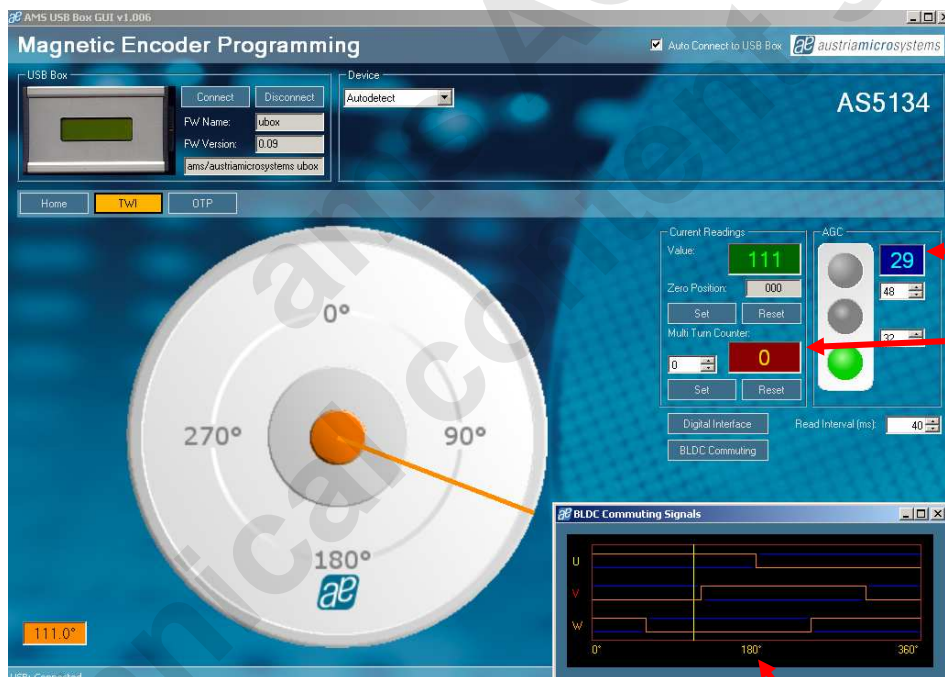 AMS USB Box GUI v1.006
Magnetic Encoder Programming
Auto Connect to USB Box
austriamicrosystems
USB Box
Connect
Disconnect
FW Name:
ubox
FW Version:
0.09
ams/austriamicrosystems ubox
Device
Autodetect
AS5134
Home
TWI
OTP
0°
90°
180°
270°
111.0°
Current Readings
Value:
111
Zero Position:
000
Set
Reset
Multi Turn Counter:
0
0
Set
Reset
AGC
29
48
32
Digital Interface
Read Interval (ms):
40
BLDC Commuting
BLDC Commuting Signals
U
V
W
0°
180°
360°
USB: Connected